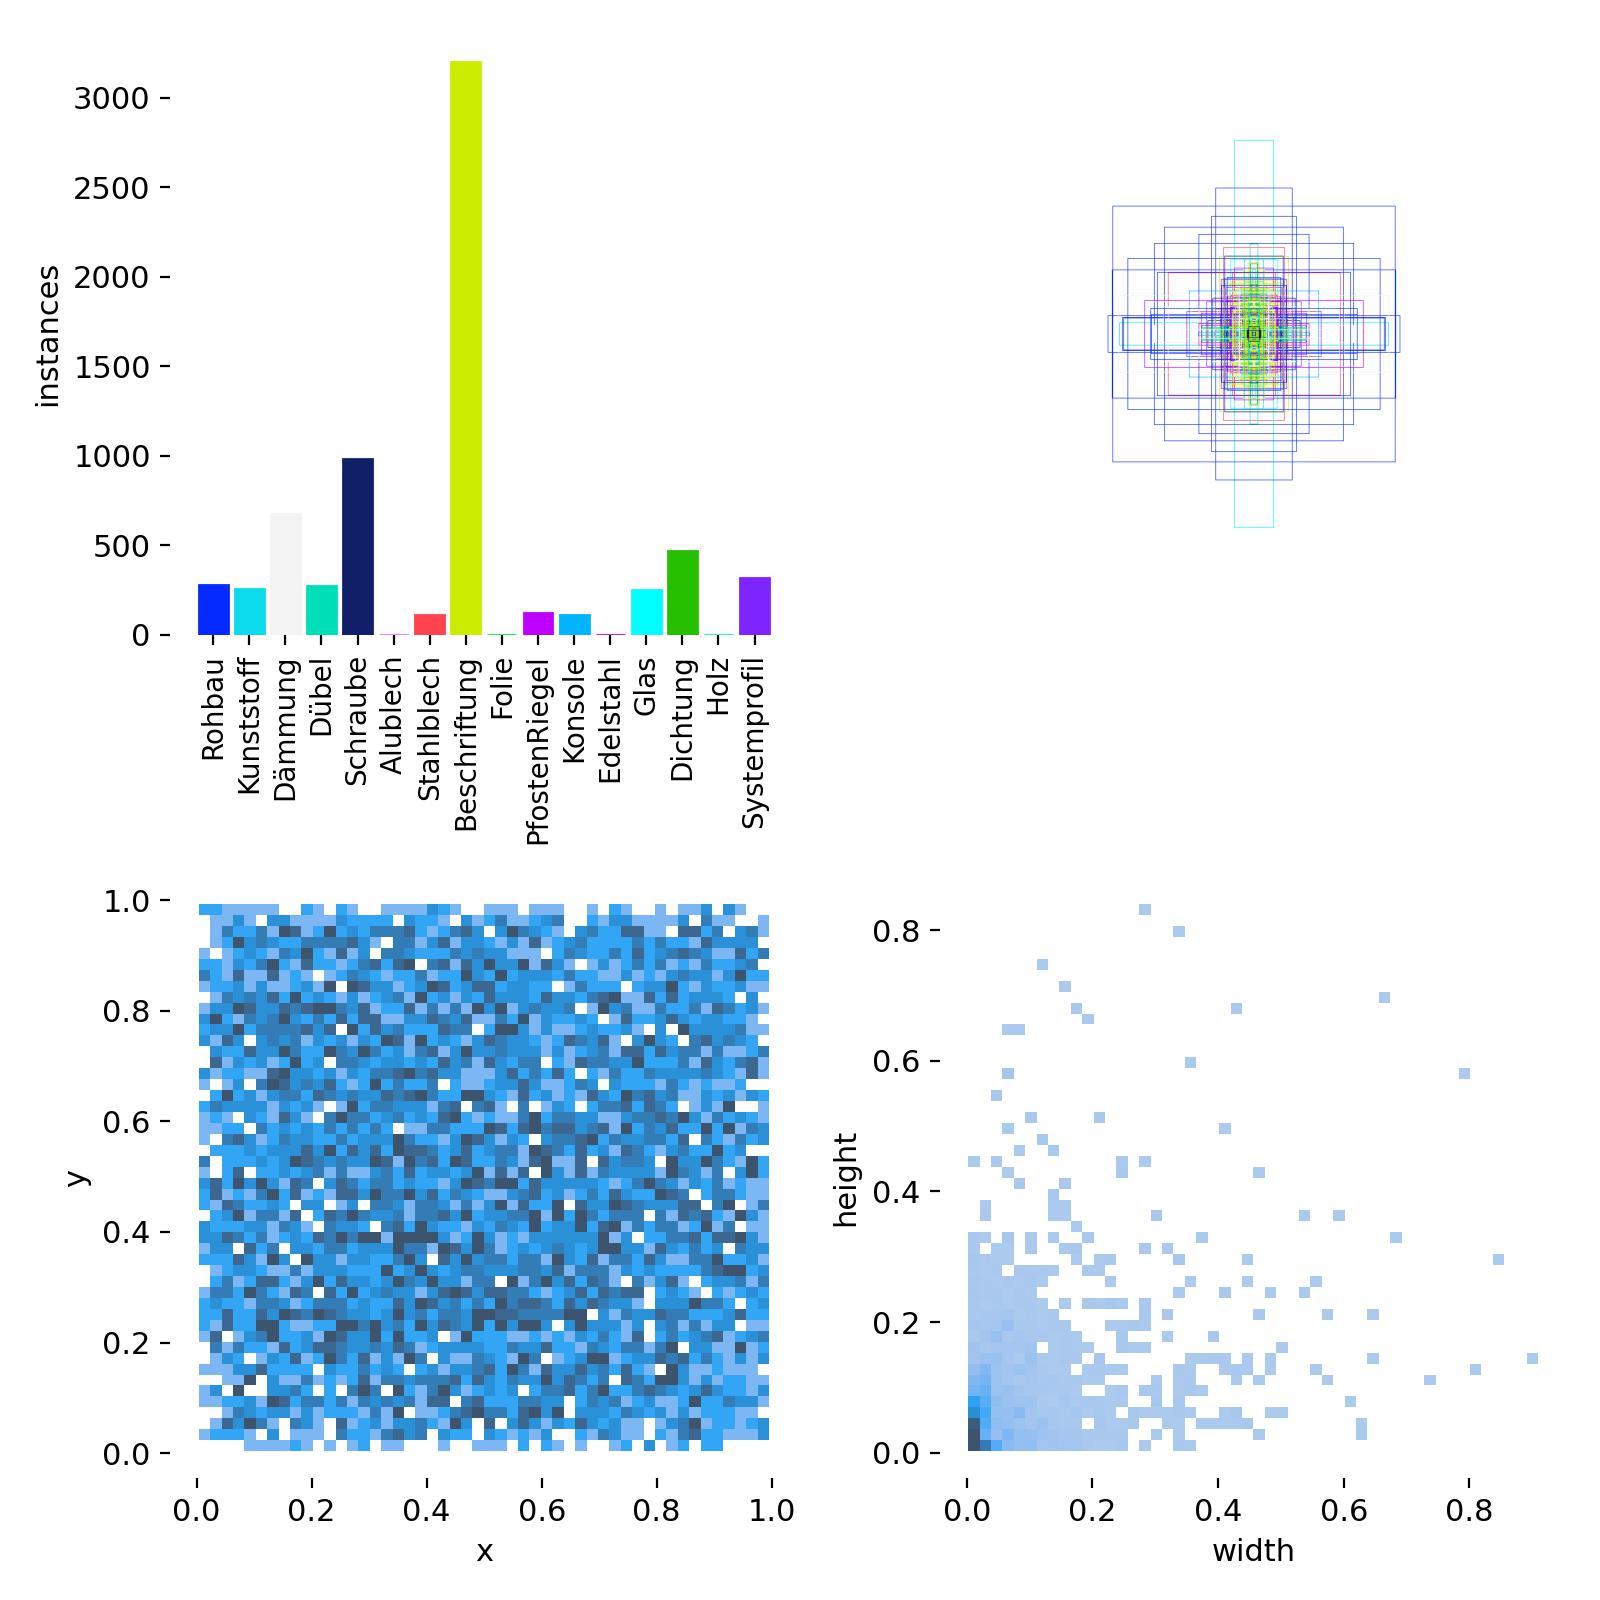 3000
2500
2000
1500
1000
500
0
instances
Rohbau
Kunststoff
Dämmung
Dübel
Schraube
Alublech
Stahlblech
Beschriftung
Folie
PfostenRiegel
Konsole
Edelstahl
Glas
Dichtung
Holz
Systemprofil
1.0
0.8
0.6
0.4
0.2
0.0
y
0.0 0.2 0.4 0.6 0.8 1.0
x
0.8
0.6
0.4
0.2
0.0
height
0.0 0.2 0.4 0.6 0.8
width